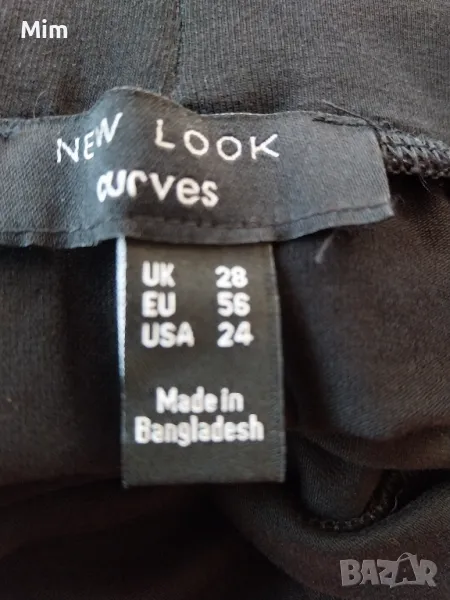 Mim
NEW LOOK
curves
UK 28
EU 56
USA 24
Made in
Bangladesh
BAZAR